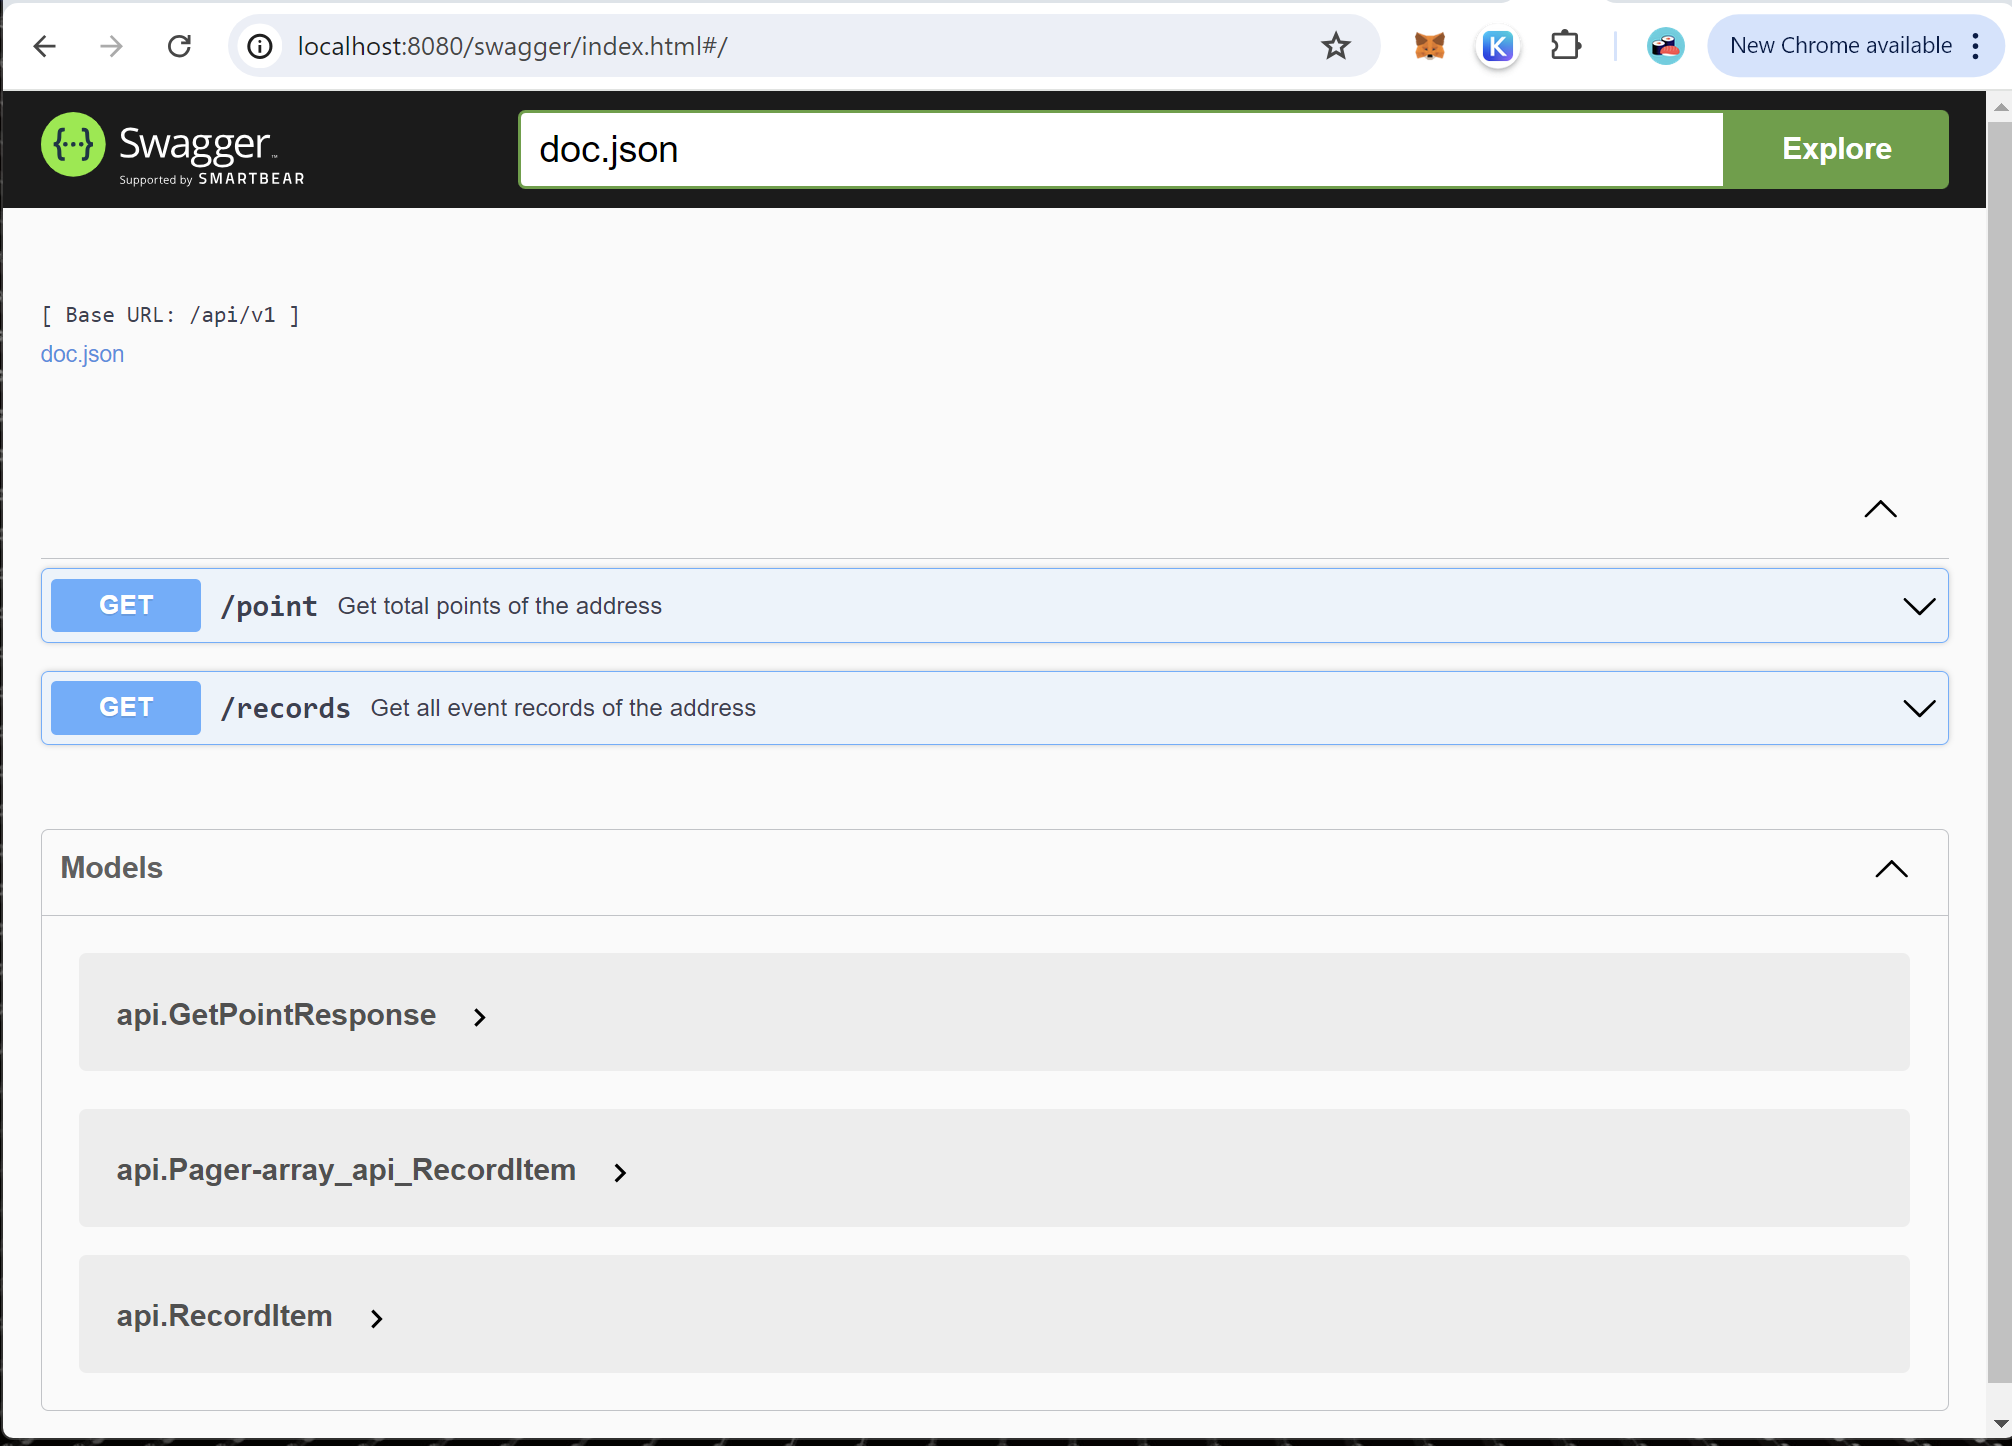 localhost:8080/swagger/index.html#/
K
New Chrome available
{···} Swagger™
Supported by SMARTBEAR
doc.json
Explore
[ Base URL: /api/v1 ]
doc.json
GET /point Get total points of the address
GET /records Get all event records of the address
Models
api.GetPointResponse
api.Pager-array_api_RecordItem
api.RecordItem